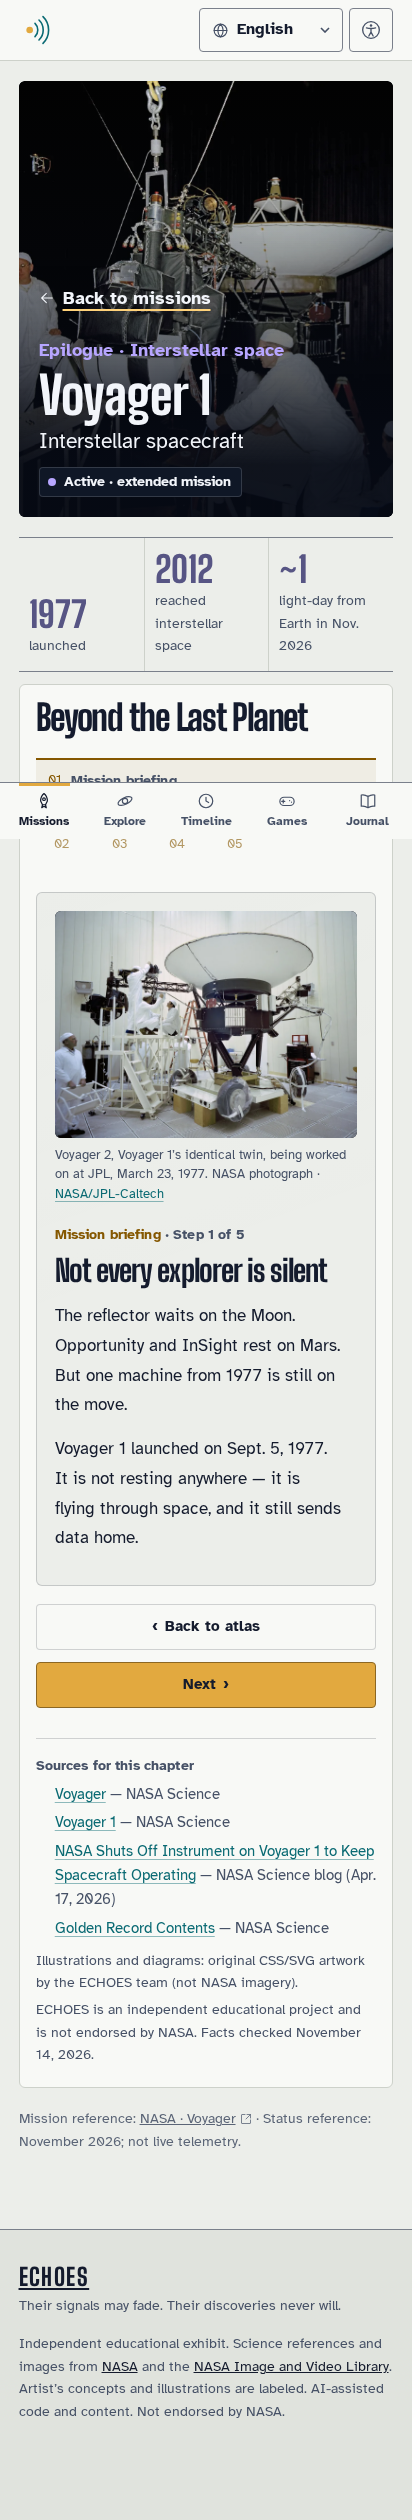 English
Back to missions
Epilogue · Interstellar space
Voyager 1
Interstellar spacecraft
Active · extended mission
1977
launched
2012
reached
interstellar
space
~1
light-day from
Earth in Nov.
2026
Beyond the Last Planet
01 Mission briefing
Missions
Explore
Timeline
Games
Journal
02 03 04 05
Voyager 2, Voyager 1's identical twin, being worked
on at JPL, March 23, 1977. NASA photograph ·
NASA/JPL-Caltech
Mission briefing · Step 1 of 5
Not every explorer is silent
The reflector waits on the Moon.
Opportunity and InSight rest on Mars.
But one machine from 1977 is still on
the move.
Voyager 1 launched on Sept. 5, 1977.
It is not resting anywhere — it is
flying through space, and it still sends
data home.
‹ Back to atlas
Next ›
Sources for this chapter
Voyager — NASA Science
Voyager 1 — NASA Science
NASA Shuts Off Instrument on Voyager 1 to Keep
Spacecraft Operating — NASA Science blog (Apr.
17, 2026)
Golden Record Contents — NASA Science
Illustrations and diagrams: original CSS/SVG artwork
by the ECHOES team (not NASA imagery).
ECHOES is an independent educational project and
is not endorsed by NASA. Facts checked November
14, 2026.
Mission reference: NASA · Voyager · Status reference:
November 2026; not live telemetry.
ECHOES
Their signals may fade. Their discoveries never will.
Independent educational exhibit. Science references and
images from NASA and the NASA Image and Video Library.
Artist's concepts and illustrations are labeled. AI-assisted
code and content. Not endorsed by NASA.